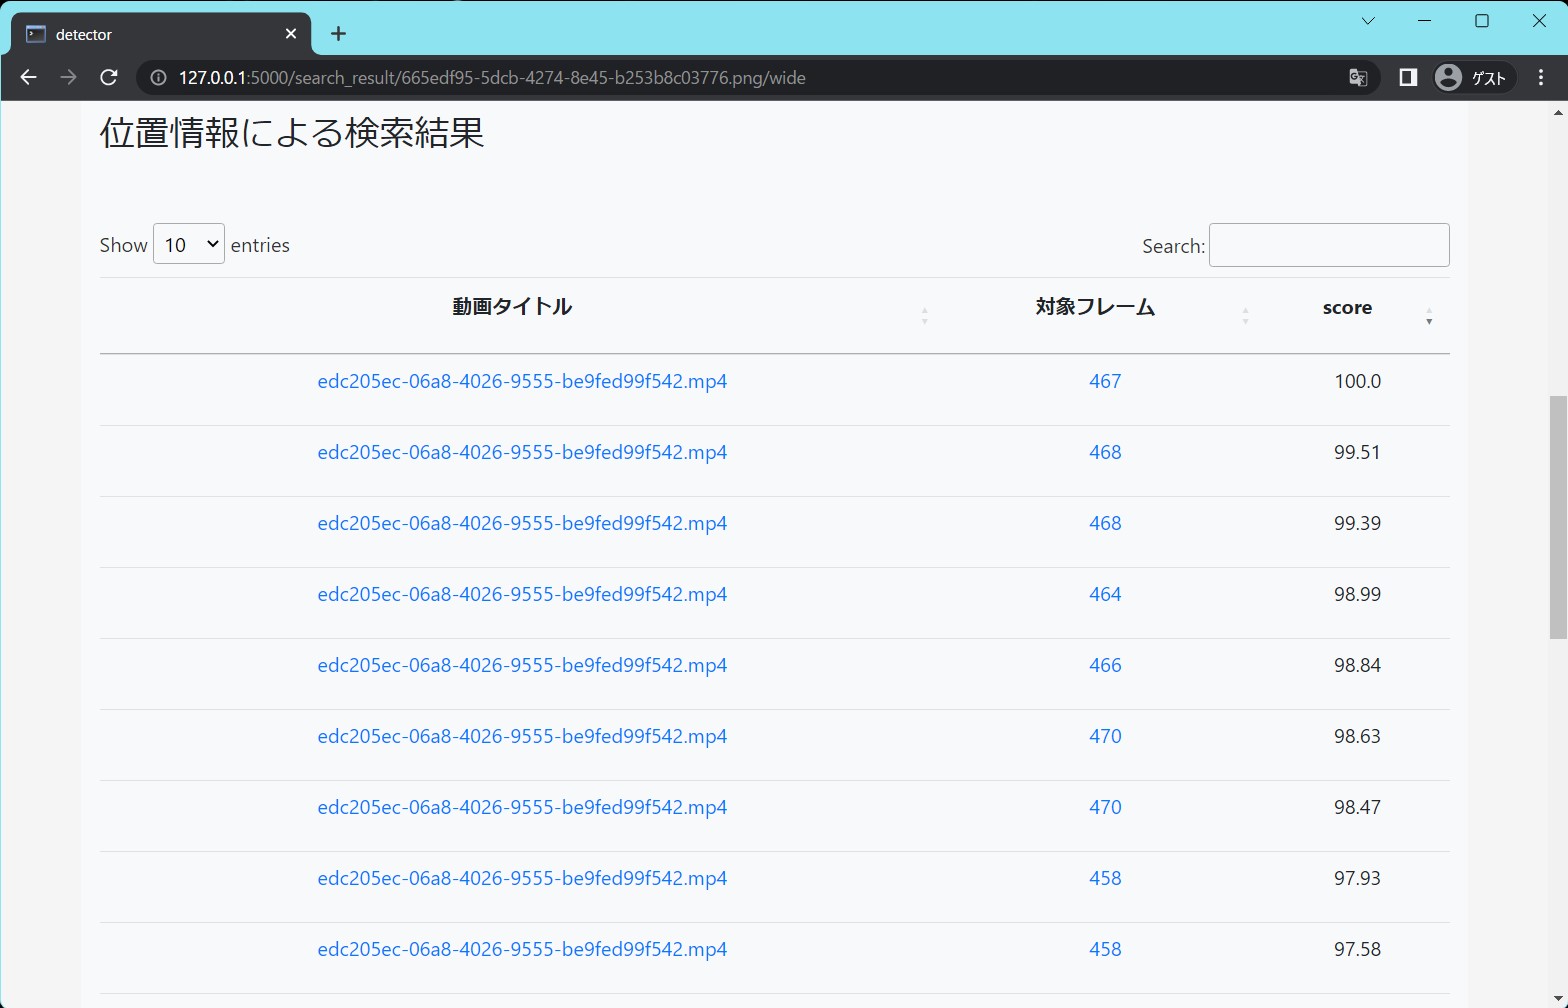 detector
127.0.0.1:5000/search_result/665edf95-5dcb-4274-8e45-b253b8c03776.png/wide
ゲスト
位置情報による検索結果
Show 10 entries
Search:
動画タイトル 対象フレーム score
edc205ec-06a8-4026-9555-be9fed99f542.mp4 467 100.0
edc205ec-06a8-4026-9555-be9fed99f542.mp4 468 99.51
edc205ec-06a8-4026-9555-be9fed99f542.mp4 468 99.39
edc205ec-06a8-4026-9555-be9fed99f542.mp4 464 98.99
edc205ec-06a8-4026-9555-be9fed99f542.mp4 466 98.84
edc205ec-06a8-4026-9555-be9fed99f542.mp4 470 98.63
edc205ec-06a8-4026-9555-be9fed99f542.mp4 470 98.47
edc205ec-06a8-4026-9555-be9fed99f542.mp4 458 97.93
edc205ec-06a8-4026-9555-be9fed99f542.mp4 458 97.58